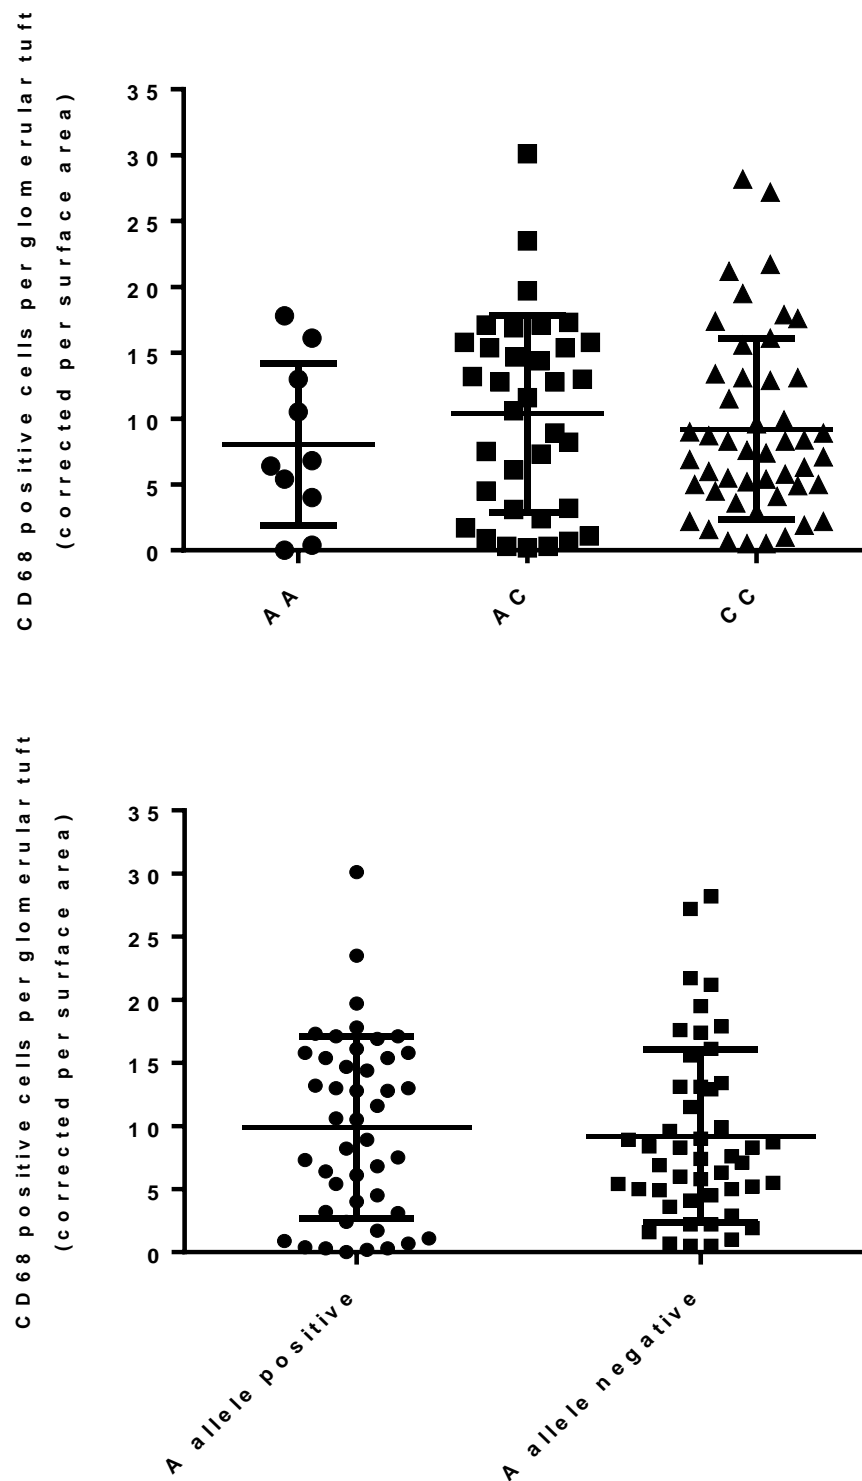 CD68 positive cells per glomerular tuft
(corrected per surface area)
35
30
25
20
15
10
5
0
AA
AC
CC
CD68 positive cells per glomerular tuft
(corrected per surface area)
35
30
25
20
15
10
5
0
A allele positive
A allele negative